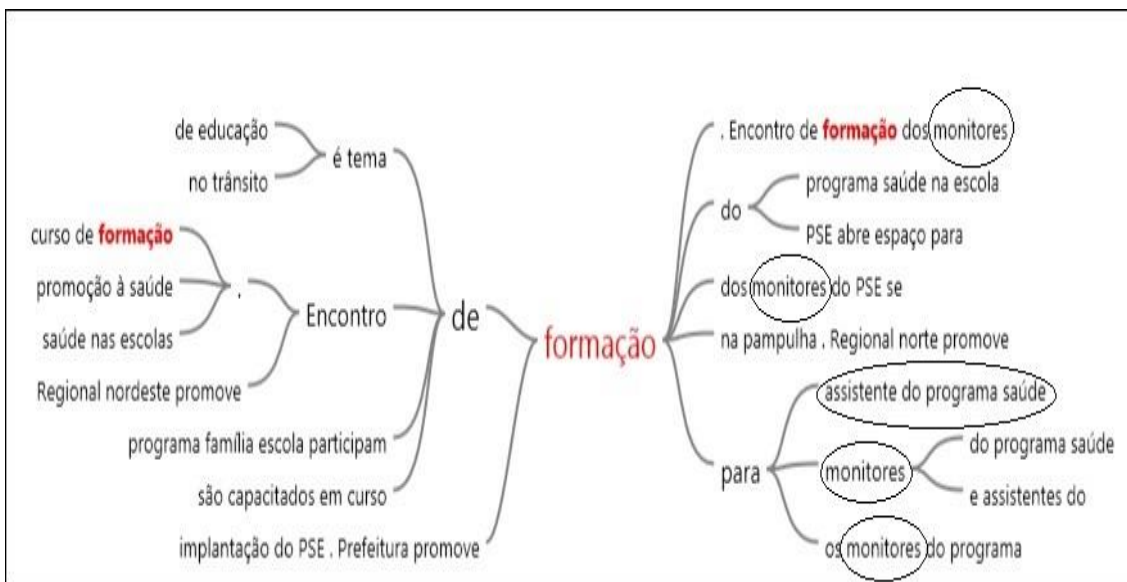 de educação
no trânsito
é tema
curso de formação
promoção à saúde
saúde nas escolas
.
Regional nordeste promove
Encontro
programa família escola participam
são capacitados em curso
de
implantação do PSE . Prefeitura promove
formação
. Encontro de formação dos monitores
do
programa saúde na escola
PSE abre espaço para
dos monitores do PSE se
na pampulha . Regional norte promove
para
assistente do programa saúde
monitores
do programa saúde
e assistentes do
os monitores do programa